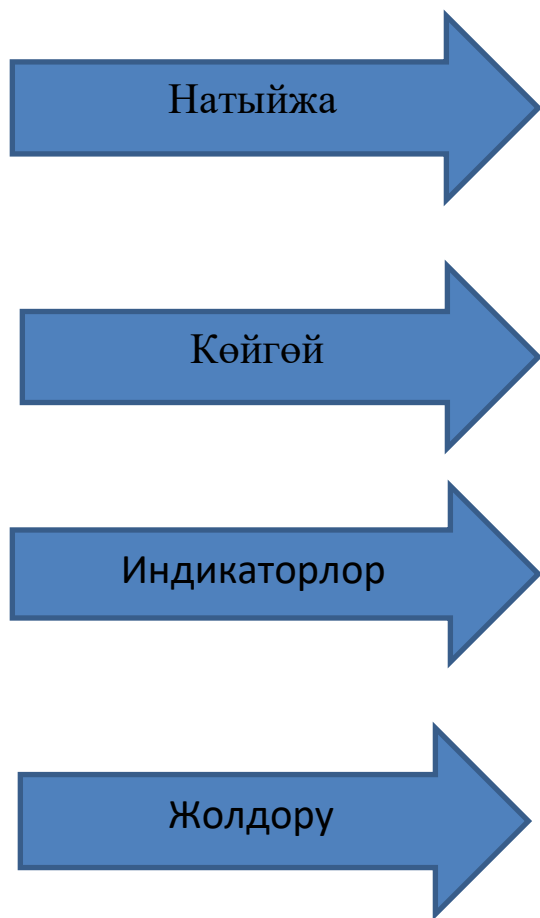 Натыйжа
Көйгөй
Индикаторлор
Жолдору